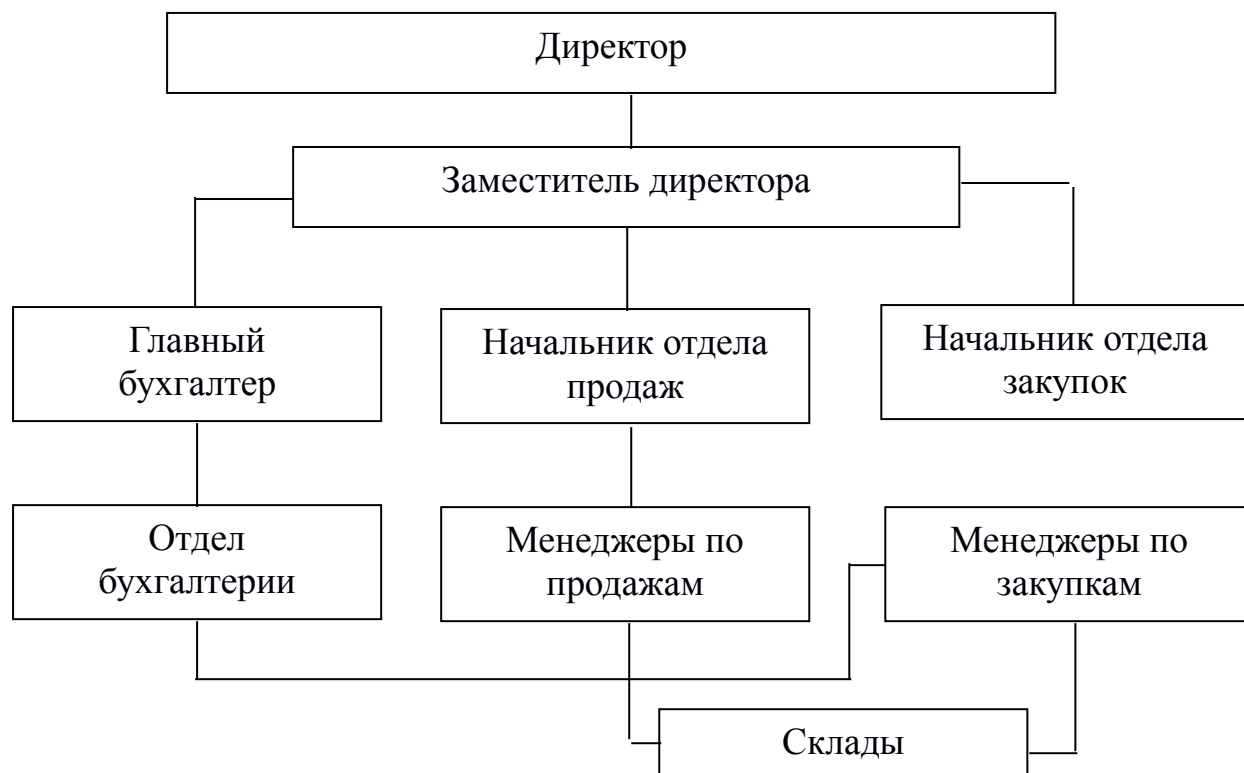 Директор
Заместитель директора
Главный
бухгалтер
Начальник отдела
продаж
Начальник отдела
закупок
Отдел
бухгалтерии
Менеджеры по
продажам
Менеджеры по
закупкам
Склады